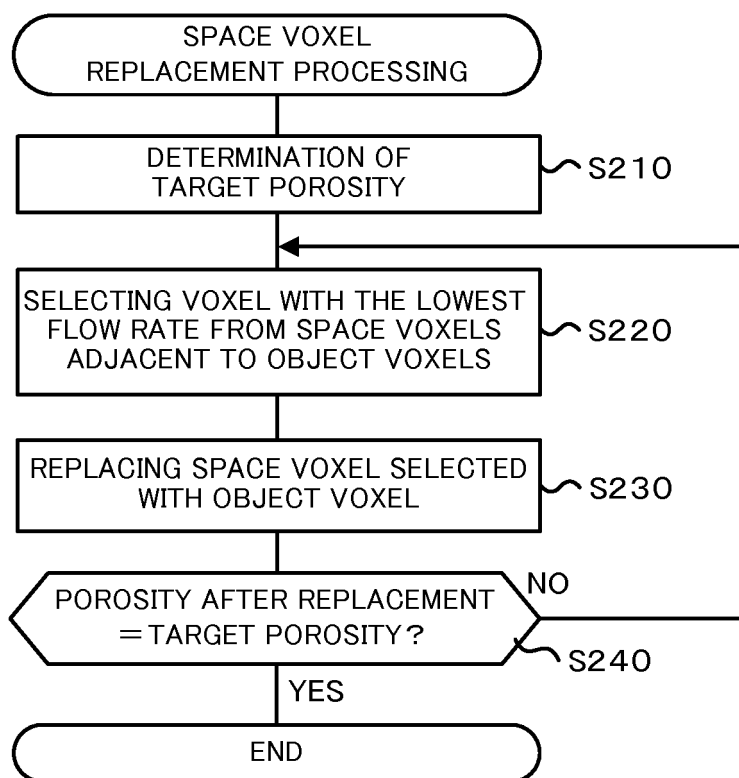 SPACE VOXEL
REPLACEMENT PROCESSING
DETERMINATION OF
TARGET POROSITY
S210
SELECTING VOXEL WITH THE LOWEST
FLOW RATE FROM SPACE VOXELS
ADJACENT TO OBJECT VOXELS
S220
REPLACING SPACE VOXEL SELECTED
WITH OBJECT VOXEL
S230
POROSITY AFTER REPLACEMENT
=TARGET POROSITY?
NO
S240
YES
END